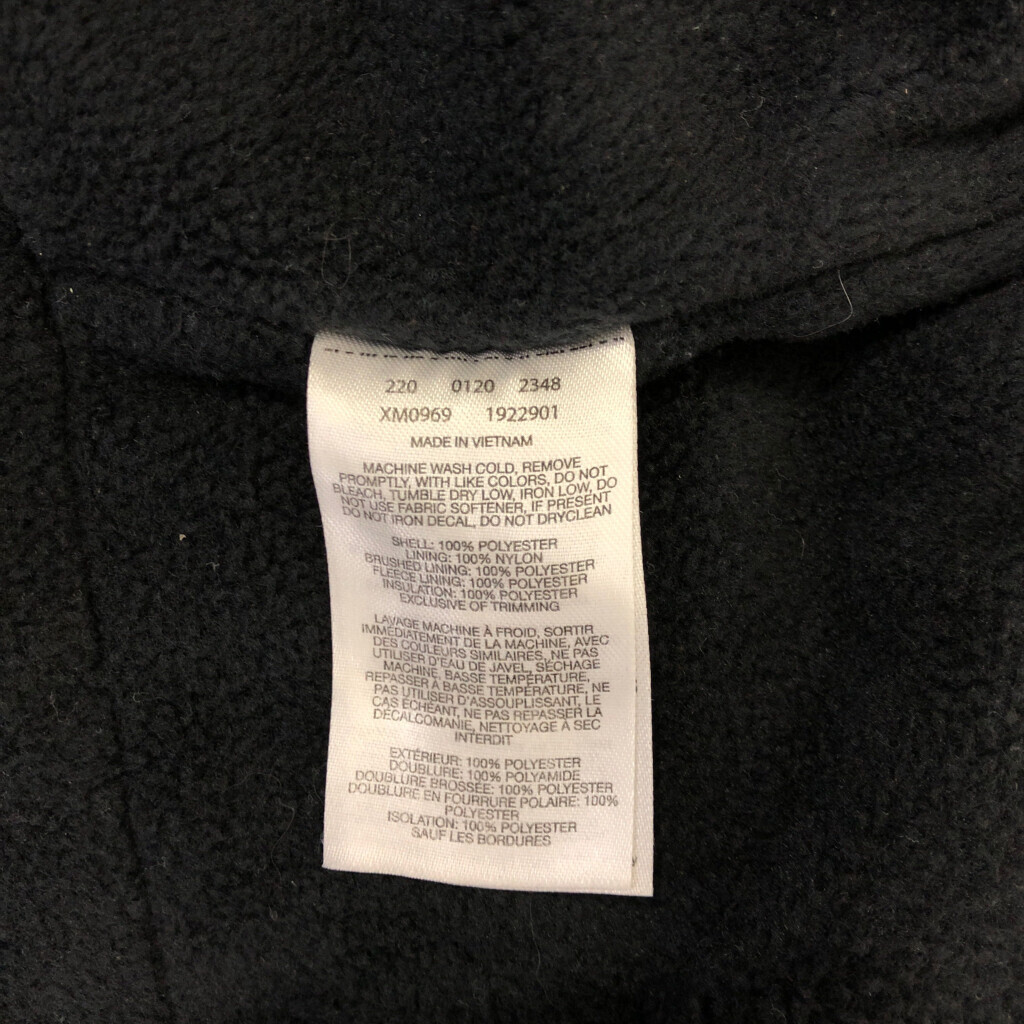 220 0120 2348
XM0969 1922901
MADE IN VIETNAM
MACHINE WASH COLD, REMOVE
PROMPTLY, WITH LIKE COLORS, DO NOT
BLEACH, TUMBLE DRY LOW, IRON LOW, DO
NOT USE FABRIC SOFTENER, IF PRESENT
DO NOT IRON DECAL, DO NOT DRYCLEAN
SHELL: 100% POLYESTER
LINING: 100% NYLON
BRUSHED LINING: 100% POLYESTER
FLEECE LINING: 100% POLYESTER
INSULATION: 100% POLYESTER
EXCLUSIVE OF TRIMMING
LAVAGE MACHINE À FROID, SORTIR
IMMÉDIATEMENT DE LA MACHINE, AVEC
DES COULEURS SIMILAIRES, NE PAS
UTILISER D'EAU DE JAVEL, SÉCHAGE
MACHINE, BASSE TEMPÉRATURE,
REPASSER À BASSE TEMPÉRATURE, NE
PAS UTILISER D'ASSOUPLISSANT, LE
CAS ÉCHÉANT, NE PAS REPASSER LA
DÉCALCOMANIE, NETTOYAGE À SEC
INTERDIT
EXTÉRIEUR: 100% POLYESTER
DOUBLURE: 100% POLYAMIDE
DOUBLURE BROSSÉE: 100% POLYESTER
DOUBLURE EN FOURRURE POLAIRE: 100%
POLYESTER
ISOLATION: 100% POLYESTER
SAUF LES BORDURES